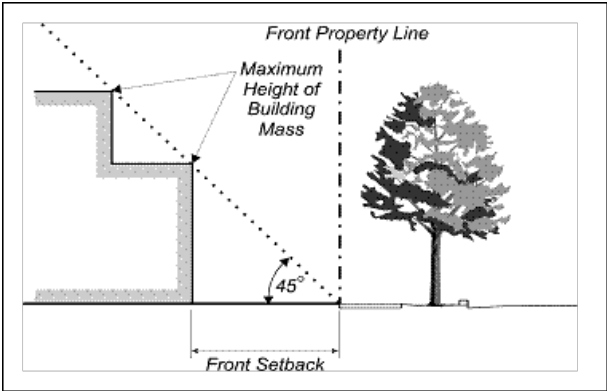 Front Property Line
Maximum
Height of
Building
Mass
45°
Front Setback